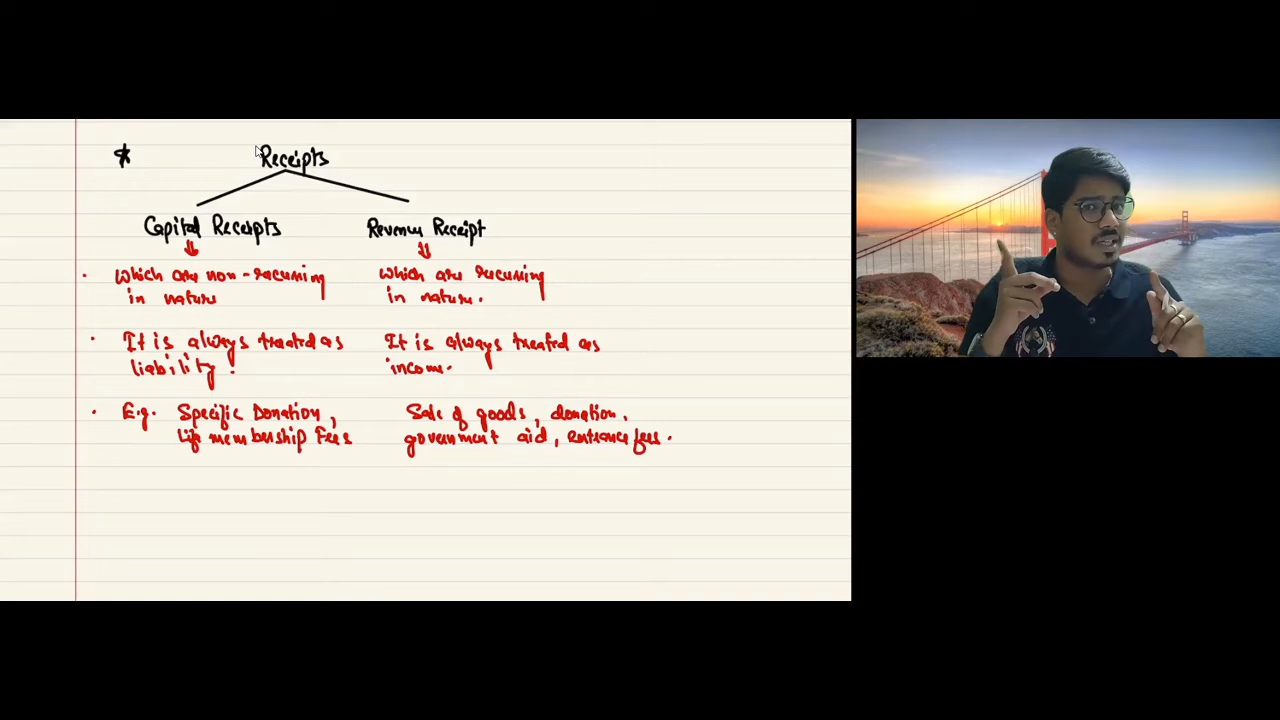 * Receipts
Capital Receipts Revenue Receipt
• which are non-recurring which are recurring
in nature in nature.
• It is always treated as It is always treated as
liability. income.
• E.g. Specific Donation, Sale of goods, donation,
Life membership Fees government aid, entrance fees.